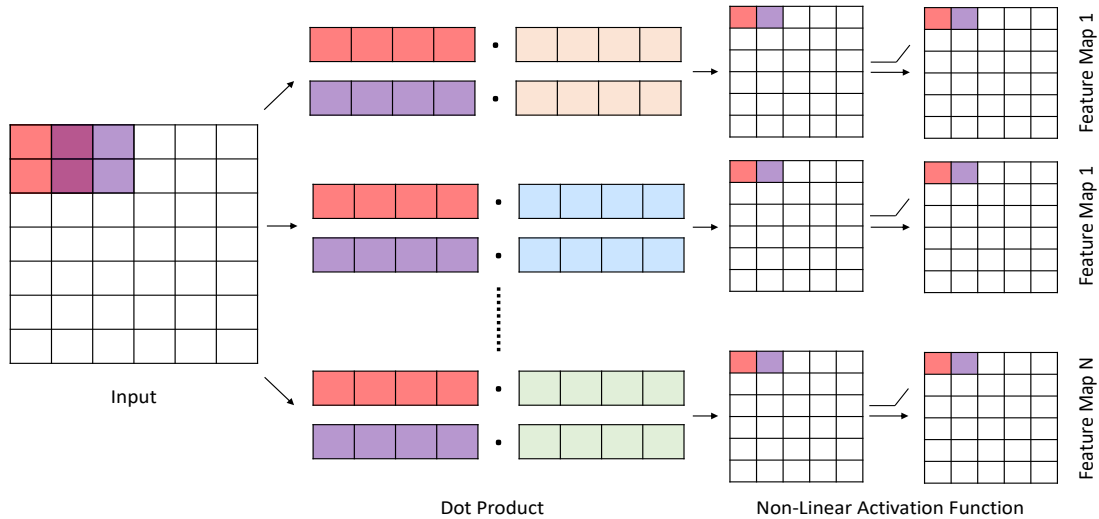 Feature Map 1
Feature Map 1
Feature Map N
Input
Dot Product
Non-Linear Activation Function